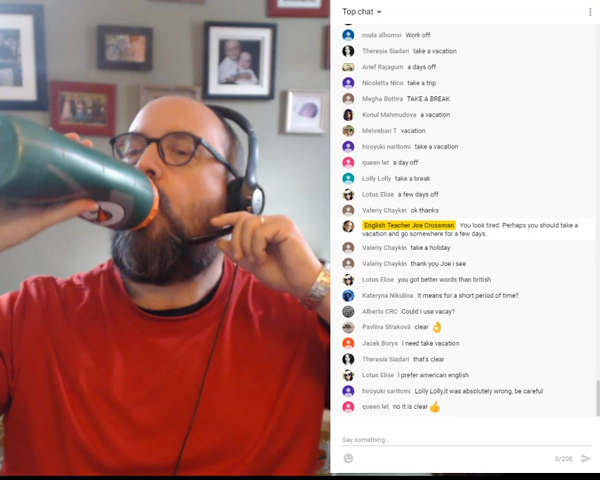 Top chat
roula alhomsi Work off
Theresia Siadari take a vacation
Arief Rajagum a days off
Nicoletta Nico take a trip
Megha Bothra TAKE A BREAK
Konul Mahmudova a vacation
Mehreban T vacation
hiroyuki naritomi take a vacation
queen let a day off
Lolly Lolly take a break
Lotus Elise a few days off
Valeriy Chaykin ok thanks
English Teacher Joe Crossman You look tired. Perhaps you should take a
vacation and go somewhere for a few days.
Valeriy Chaykin take a holiday
Valeriy Chaykin thank you Joe i see
Lotus Elise you got better words than british
Kateryna Nikulina it means for a short period of time?
Alberto CRC Could I use vacay?
Pavlína Straková clear 👌
Jacek Borys I need take vacation
Theresia Siadari that's clear
Lotus Elise I prefer american english
hiroyuki naritomi Lolly Lolly,it was absolutely wrong, be careful
queen let no it is clear 👍
Say something...
0/200